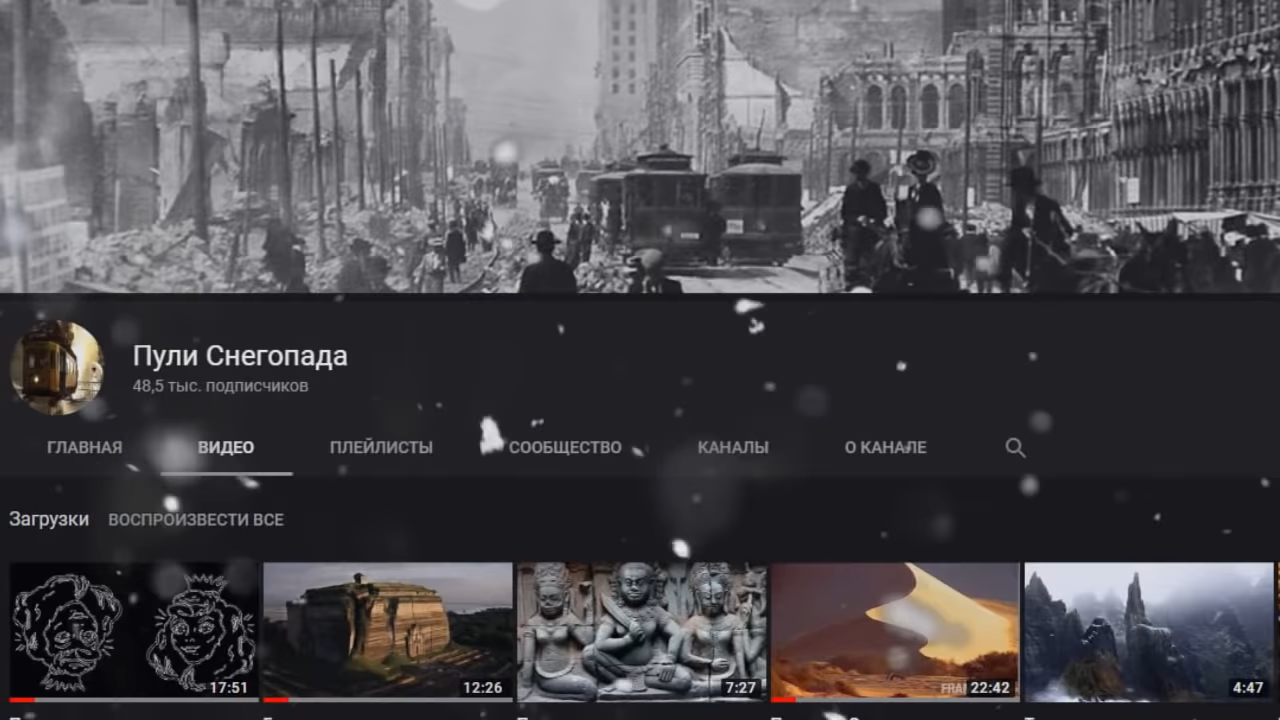 Пули Снегопада
48,5 тыс. подписчиков
ГЛАВНАЯ ВИДЕО ПЛЕЙЛИСТЫ СООБЩЕСТВО КАНАЛЫ О КАНАЛЕ
Загрузки ВОСПРОИЗВЕСТИ ВСЕ
17:51 12:26 7:27 22:42 4:47